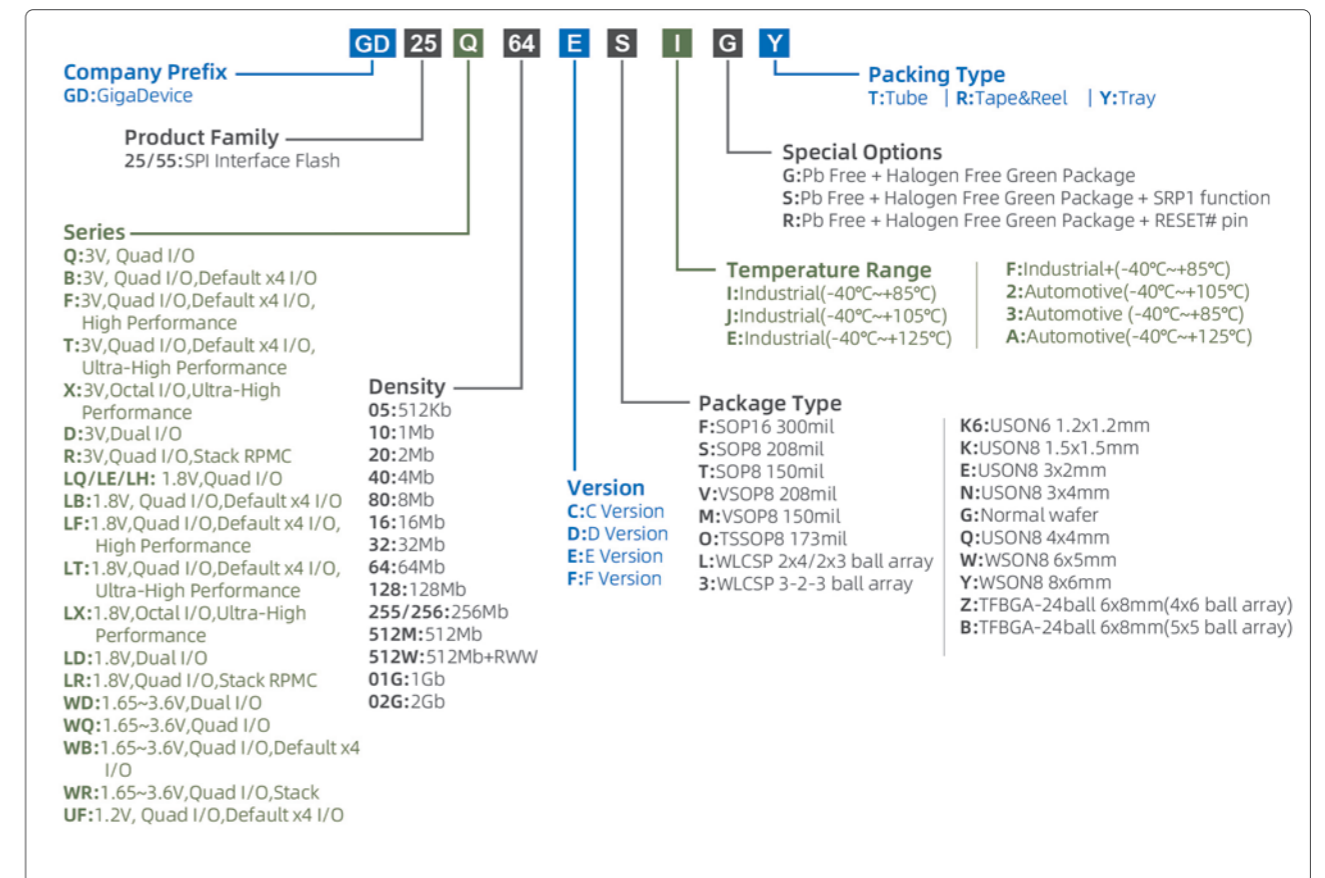 GD 25 Q 64 E S I G Y
Company Prefix
GD:GigaDevice
Packing Type
T:Tube | R:Tape&Reel | Y:Tray
Product Family
25/55:SPI Interface Flash
Special Options
G:Pb Free + Halogen Free Green Package
S:Pb Free + Halogen Free Green Package + SRP1 function
R:Pb Free + Halogen Free Green Package + RESET# pin
Series
Q:3V, Quad I/O
B:3V, Quad I/O,Default x4 I/O
F:3V,Quad I/O,Default x4 I/O,
High Performance
T:3V,Quad I/O,Default x4 I/O,
Ultra-High Performance
X:3V,Octal I/O,Ultra-High
Performance
D:3V,Dual I/O
R:3V,Quad I/O,Stack RPMC
LQ/LE/LH: 1.8V,Quad I/O
LB:1.8V, Quad I/O,Default x4 I/O
LF:1.8V,Quad I/O,Default x4 I/O,
High Performance
LT:1.8V,Quad I/O,Default x4 I/O,
Ultra-High Performance
LX:1.8V,Octal I/O,Ultra-High
Performance
LD:1.8V,Dual I/O
LR:1.8V,Quad I/O,Stack RPMC
WD:1.65~3.6V,Dual I/O
WQ:1.65~3.6V,Quad I/O
WB:1.65~3.6V,Quad I/O,Default x4
I/O
WR:1.65~3.6V,Quad I/O,Stack
UF:1.2V, Quad I/O,Default x4 I/O
Temperature Range
I:Industrial(-40℃~+85℃)
J:Industrial(-40℃~+105℃)
E:Industrial(-40℃~+125℃)
F:Industrial+(-40℃~+85℃)
2:Automotive(-40℃~+105℃)
3:Automotive (-40℃~+85℃)
A:Automotive(-40℃~+125℃)
Density
05:512Kb
10:1Mb
20:2Mb
40:4Mb
80:8Mb
16:16Mb
32:32Mb
64:64Mb
128:128Mb
255/256:256Mb
512M:512Mb
512W:512Mb+RWW
01G:1Gb
02G:2Gb
Version
C:C Version
D:D Version
E:E Version
F:F Version
Package Type
F:SOP16 300mil
S:SOP8 208mil
T:SOP8 150mil
V:VSOP8 208mil
M:VSOP8 150mil
O:TSSOP8 173mil
L:WLCSP 2x4/2x3 ball array
3:WLCSP 3-2-3 ball array
K6:USON6 1.2x1.2mm
K:USON8 1.5x1.5mm
E:USON8 3x2mm
N:USON8 3x4mm
G:Normal wafer
Q:USON8 4x4mm
W:WSON8 6x5mm
Y:WSON8 8x6mm
Z:TFBGA-24ball 6x8mm(4x6 ball array)
B:TFBGA-24ball 6x8mm(5x5 ball array)